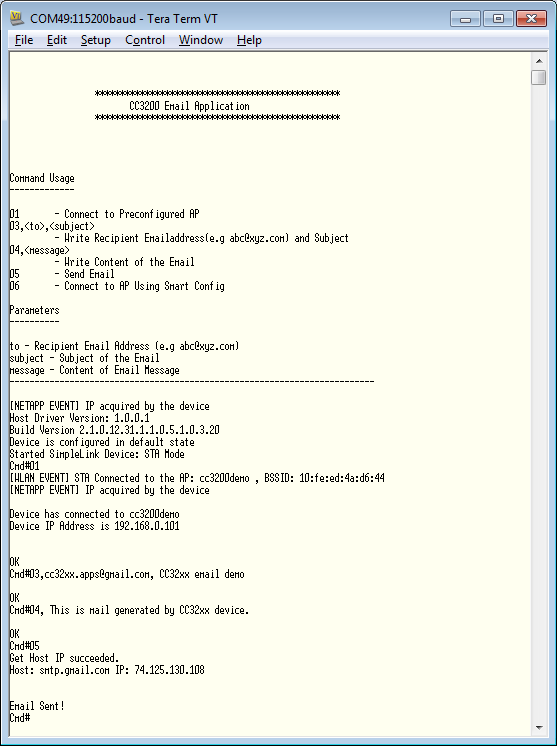 COM49:115200baud - Tera Term VT
File Edit Setup Control Window Help
**************************************************
CC3200 Email Application
**************************************************
Command Usage
-------------
01 - Connect to Preconfigured AP
03,<to>,<subject>
- Write Recipient Emailaddress(e.g abc@xyz.com) and Subject
04,<message>
- Write Content of the Email
05 - Send Email
06 - Connect to AP Using Smart Config
Parameters
----------
to - Recipient Email Address (e.g abc@xyz.com)
subject - Subject of the Email
message - Content of Email Message
-------------------------------------------------------------------------
[NETAPP EVENT] IP acquired by the device
Host Driver Version: 1.0.0.1
Build Version 2.1.0.12.31.1.1.0.5.1.0.3.20
Device is configured in default state
Started SimpleLink Device: STA Mode
Cmd#01
[WLAN EVENT] STA Connected to the AP: cc3200demo , BSSID: 10:fe:ed:4a:d6:44
[NETAPP EVENT] IP acquired by the device
Device has connected to cc3200demo
Device IP Address is 192.168.0.101
OK
Cmd#03,cc32xx.apps@gmail.com, CC32xx email demo
OK
Cmd#04, This is mail generated by CC32xx device.
OK
Cmd#05
Get Host IP succeeded.
Host: smtp.gmail.com IP: 74.125.130.108
Email Sent!
Cmd#